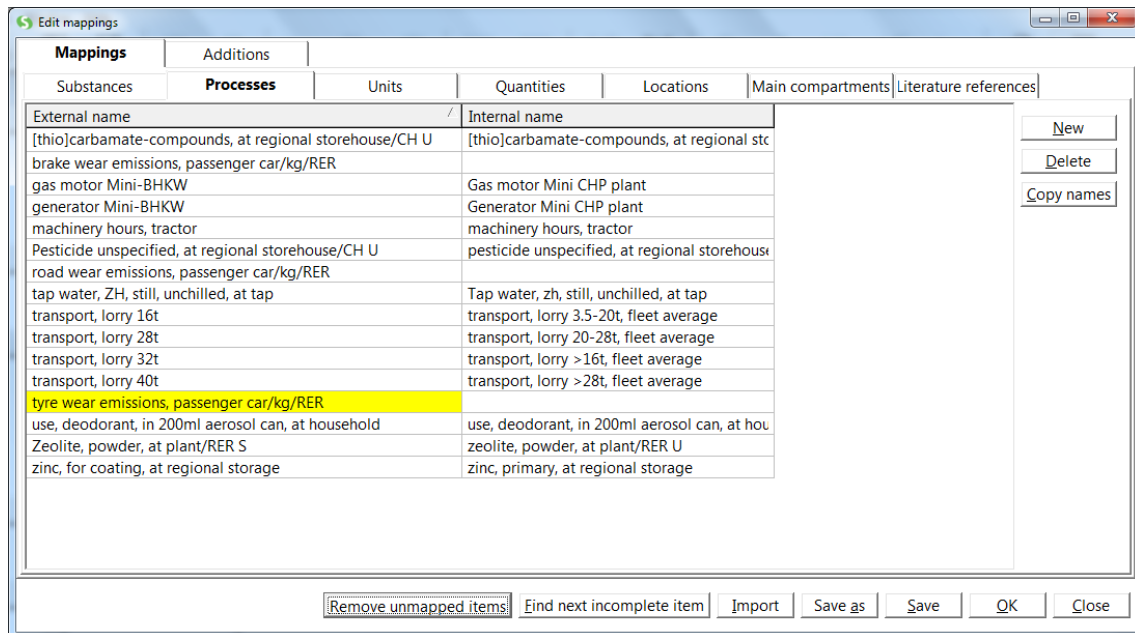 Edit mappings
Mappings Additions
Substances Processes Units Quantities Locations Main compartments Literature references
External name Internal name
[thio]carbamate-compounds, at regional storehouse/CH U [thio]carbamate-compounds, at regional stc
brake wear emissions, passenger car/kg/RER
gas motor Mini-BHKW Gas motor Mini CHP plant
generator Mini-BHKW Generator Mini CHP plant
machinery hours, tractor machinery hours, tractor
Pesticide unspecified, at regional storehouse/CH U pesticide unspecified, at regional storehouse
road wear emissions, passenger car/kg/RER
tap water, ZH, still, unchilled, at tap Tap water, zh, still, unchilled, at tap
transport, lorry 16t transport, lorry 3.5-20t, fleet average
transport, lorry 28t transport, lorry 20-28t, fleet average
transport, lorry 32t transport, lorry >16t, fleet average
transport, lorry 40t transport, lorry >28t, fleet average
tyre wear emissions, passenger car/kg/RER
use, deodorant, in 200ml aerosol can, at household use, deodorant, in 200ml aerosol can, at hou
Zeolite, powder, at plant/RER S zeolite, powder, at plant/RER U
zinc, for coating, at regional storage zinc, primary, at regional storage
New
Delete
Copy names
Remove unmapped items Find next incomplete item Import Save as Save OK Close